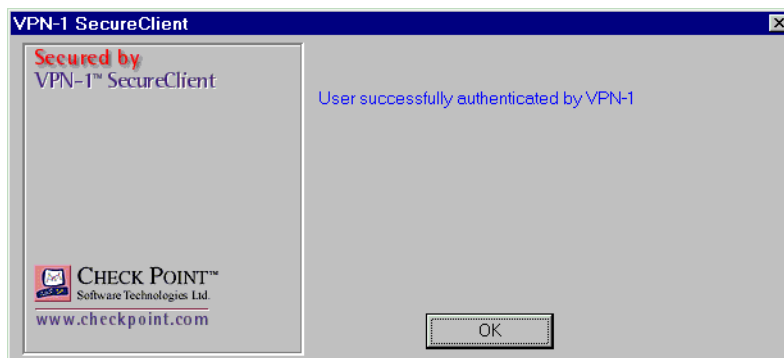 VPN-1 SecureClient
Secured by
VPN-1™ SecureClient
User successfully authenticated by VPN-1
CHECK POINT™
Software Technologies Ltd.
www.checkpoint.com
OK